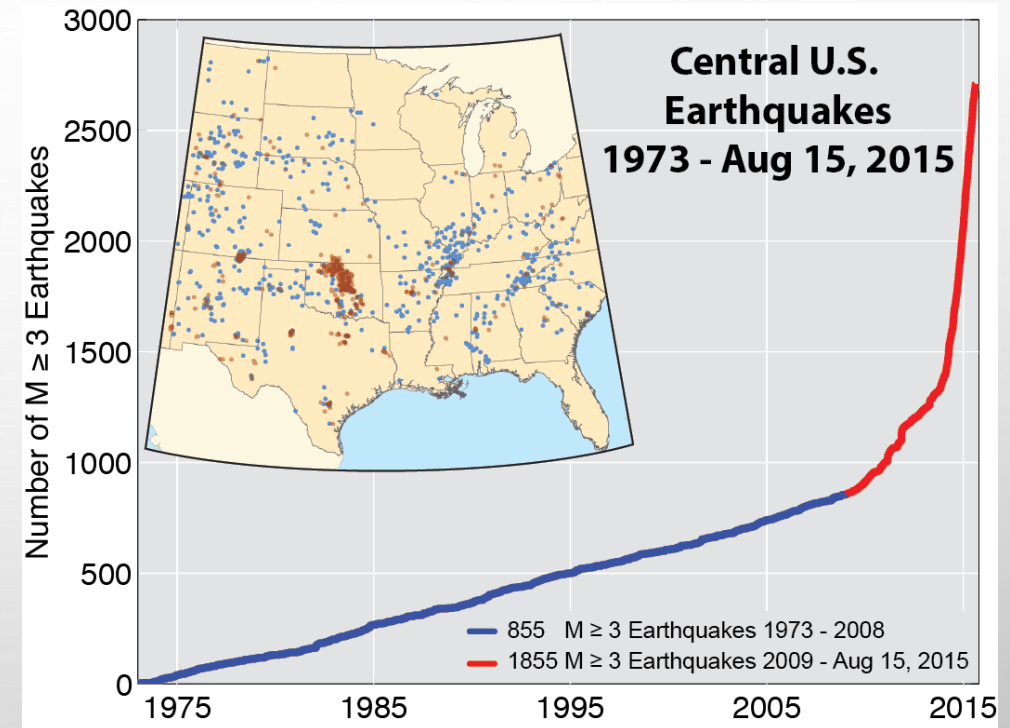 Central U.S.
Earthquakes
1973 - Aug 15, 2015
Number of M ≥ 3 Earthquakes
3000
2500
2000
1500
1000
500
0
855 M ≥ 3 Earthquakes 1973 - 2008
1855 M ≥ 3 Earthquakes 2009 - Aug 15, 2015
1975
1985
1995
2005
2015